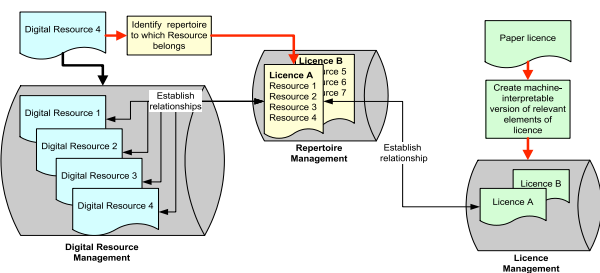 Digital Resource 4
Identify repertoire
to which Resource
belongs
Paper licence
Licence B
urce 5
urce 6
rce 7
Licence A
Resource 1
Resource 2
Resource 3
Resource 4
Repertoire
Management
Establish
relationships
Digital Resource 1
Digital Resource 2
Digital Resource 3
Digital Resource 4
Digital Resource
Management
Establish
relationship
Create machine-
interpretable
version of relevant
elements of
licence
Licence B
Licence A
Licence
Management